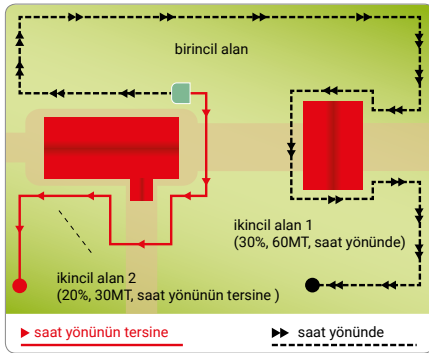 birincil alan
ikincil alan 1
(30%, 60MT, saat yönünde)
ikincil alan 2
(20%, 30MT, saat yönünün tersine )
saat yönünün tersine
saat yönünde